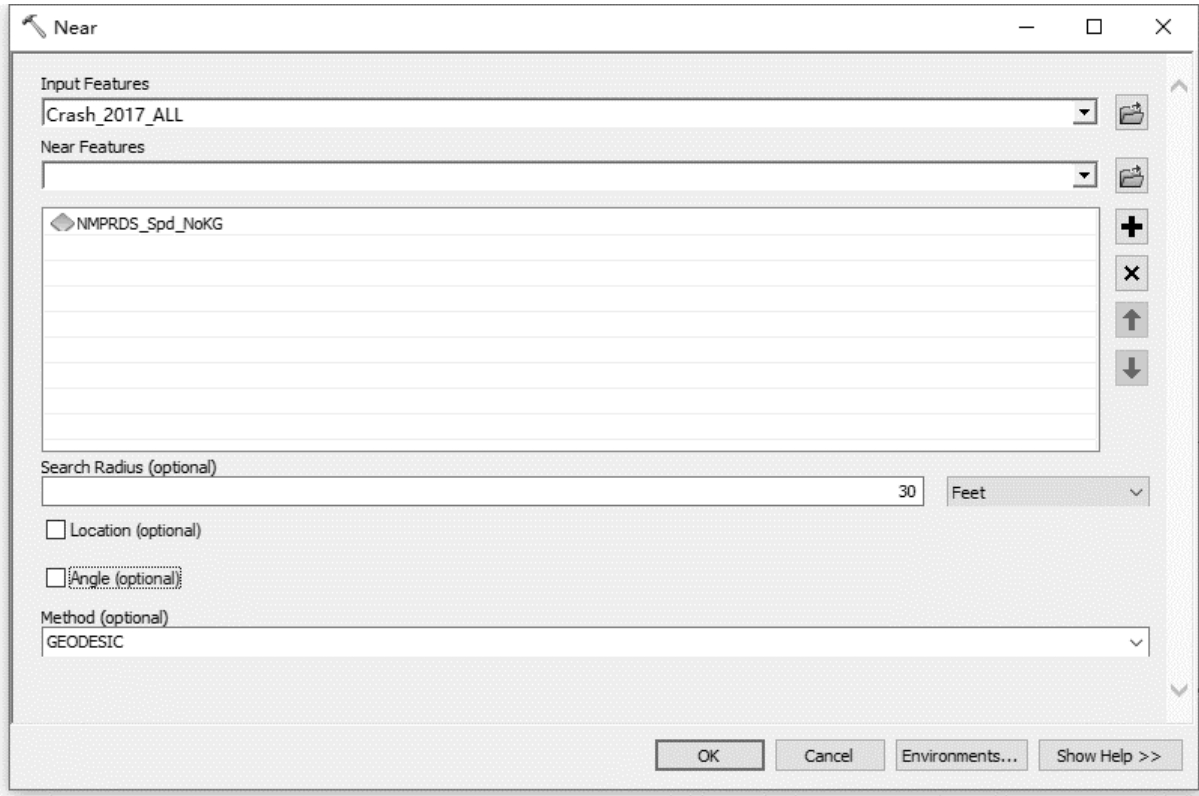 Near
Input Features
Crash_2017_ALL
Near Features
NMPRDS_Spd_NoKG
Search Radius (optional)
30 Feet
Location (optional)
Angle (optional)
Method (optional)
GEODESIC
OK Cancel Environments... Show Help >>